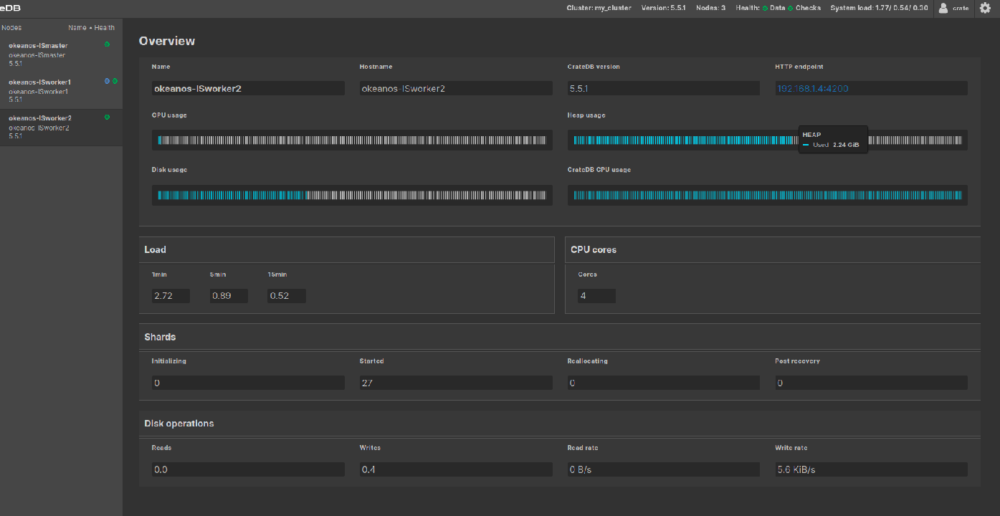 eDB Cluster: my_cluster Version: 5.5.1 Nodes: 3 Health: Data Checks System load: 1.77/ 0.54/ 0.30 crate
Nodes Name • Health
okeanos-ISmaster
okeanos-ISmaster
5.5.1
okeanos-ISworker1
okeanos-ISworker1
5.5.1
okeanos-ISworker2
okeanos-ISworker2
5.5.1
Overview
Name Hostname CrateDB version HTTP endpoint
okeanos-ISworker2 okeanos-ISworker2 5.5.1 192.168.1.4:4200
CPU usage Heap usage
HEAP
Used 2.24 GiB
Disk usage CrateDB CPU usage
Load CPU cores
1min 5min 15min Cores
2.72 0.89 0.52 4
Shards
Initializing Started Reallocating Post recovery
0 27 0 0
Disk operations
Reads Writes Read rate Write rate
0.0 0.4 0 B/s 5.6 KiB/s